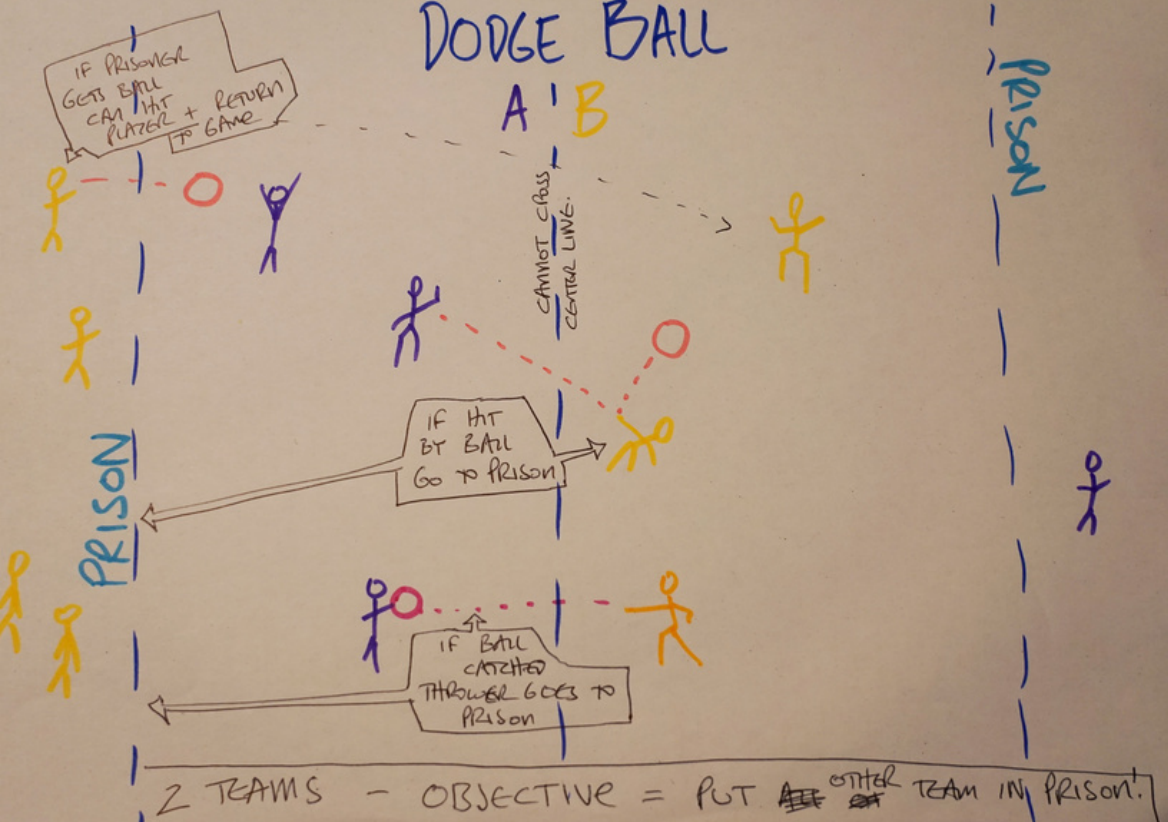 DODGE BALL
A B
IF PRISONER
GETS BALL
CAN HIT
PLAYER + RETURN
TO GAME
PRISON
CANNOT CROSS
CENTER LINE.
IF HIT
BY BALL
GO TO PRISON
PRISON
IF BALL
CATCHED
THROWER GOES TO
PRISON
2 TEAMS - OBJECTIVE = PUT OTHER TEAM IN PRISON!